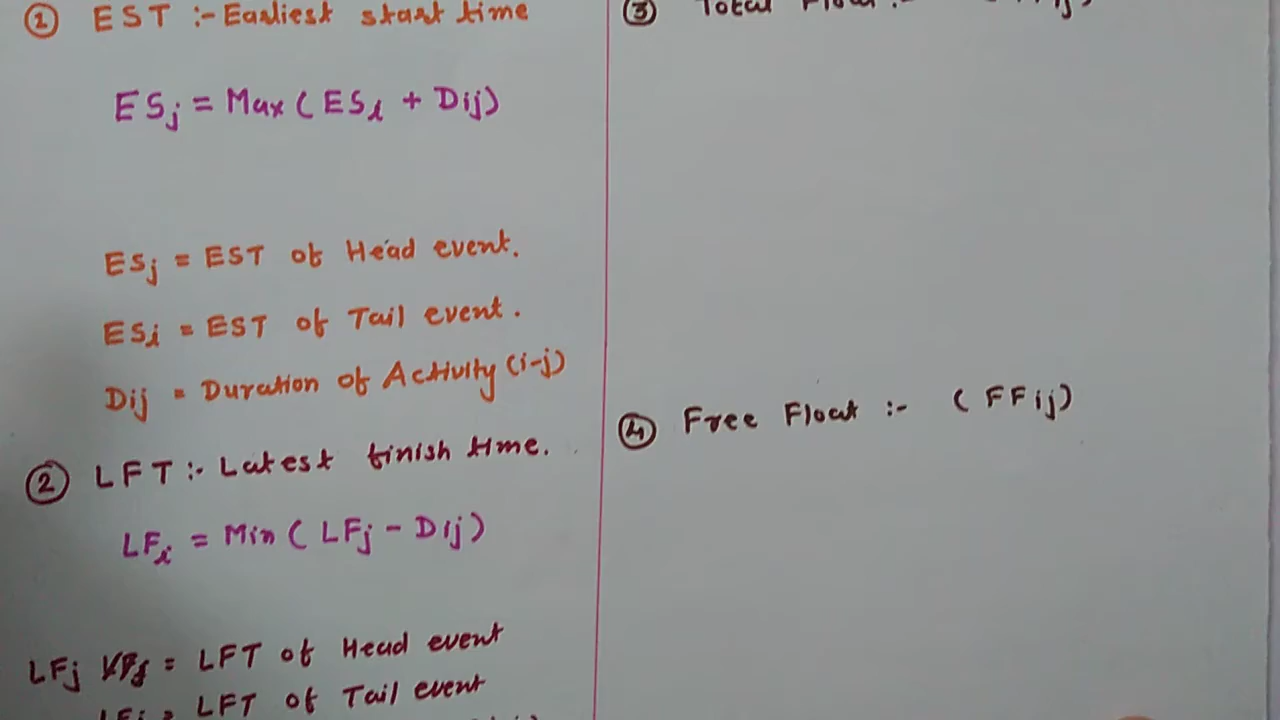 ① EST :- Earliest start time
ESj = Max ( ESi + Dij)
ESj = EST of Head event.
ESi = EST of Tail event.
Dij = Duration of Activity (i-j)
② LFT :- Latest finish time.
LFi = Min ( LFj - Dij)
LFj = LFT of Head event
LFi = LFT of Tail event
③ Total Float :-
④ Free Float :- ( FFij)